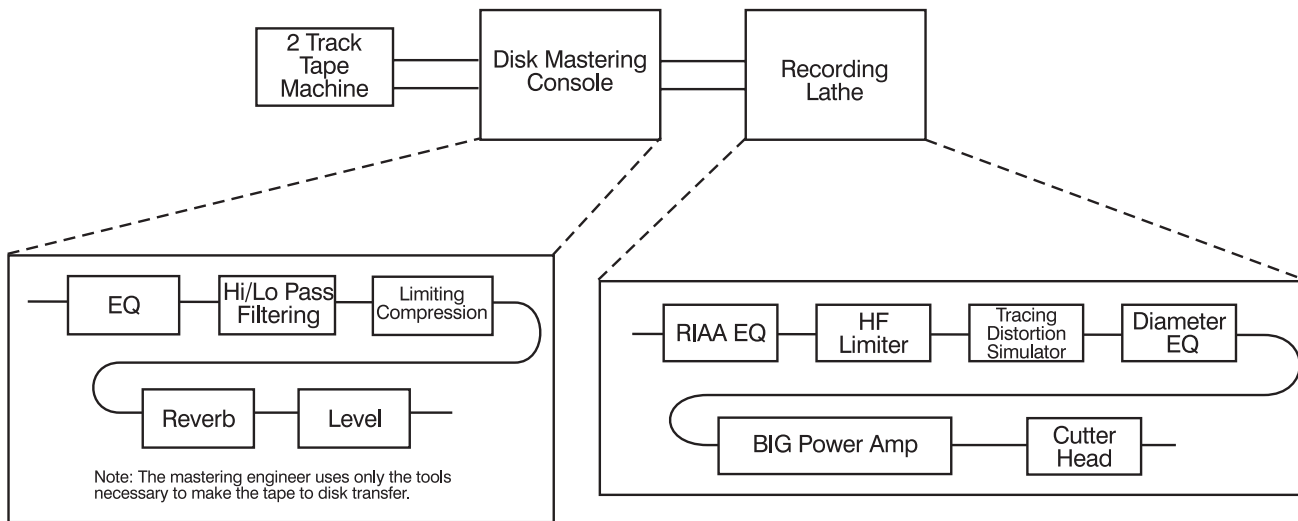 2 Track
Tape
Machine
Disk Mastering
Console
Recording
Lathe
EQ
Hi/Lo Pass
Filtering
Limiting
Compression
Reverb
Level
Note: The mastering engineer uses only the tools
necessary to make the tape to disk transfer.
RIAA EQ
HF
Limiter
Tracing
Distortion
Simulator
Diameter
EQ
BIG Power Amp
Cutter
Head